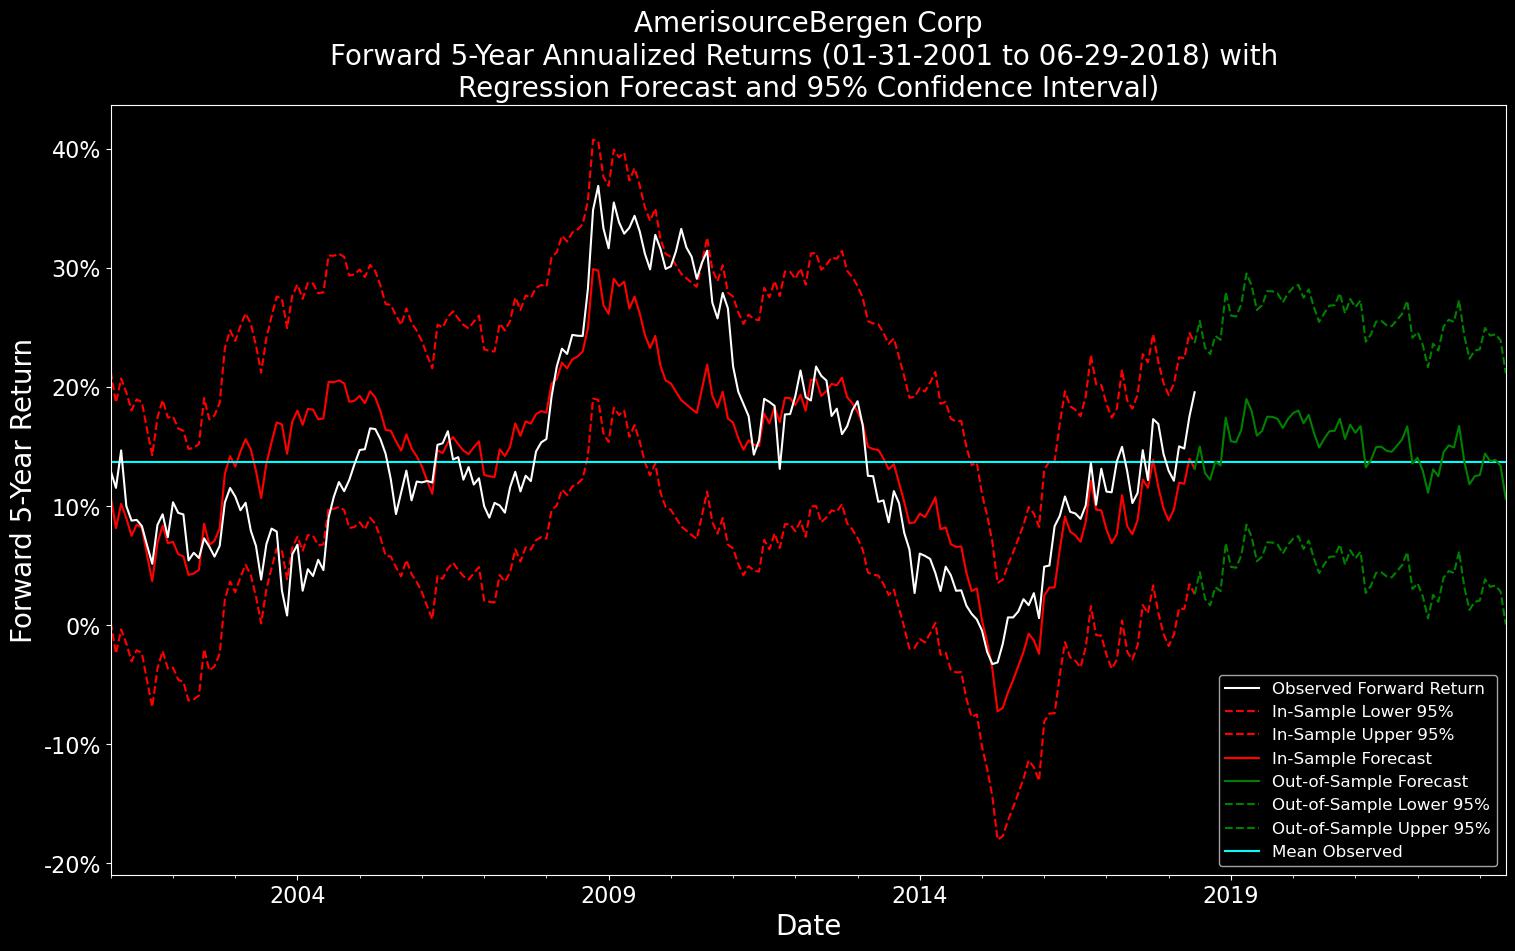 AmerisourceBergen Corp
Forward 5-Year Annualized Returns (01-31-2001 to 06-29-2018) with
Regression Forecast and 95% Confidence Interval)
Forward 5-Year Return
40%
30%
20%
10%
0%
-10%
-20%
Observed Forward Return
In-Sample Lower 95%
In-Sample Upper 95%
In-Sample Forecast
Out-of-Sample Forecast
Out-of-Sample Lower 95%
Out-of-Sample Upper 95%
Mean Observed
2004 2009 2014 2019
Date